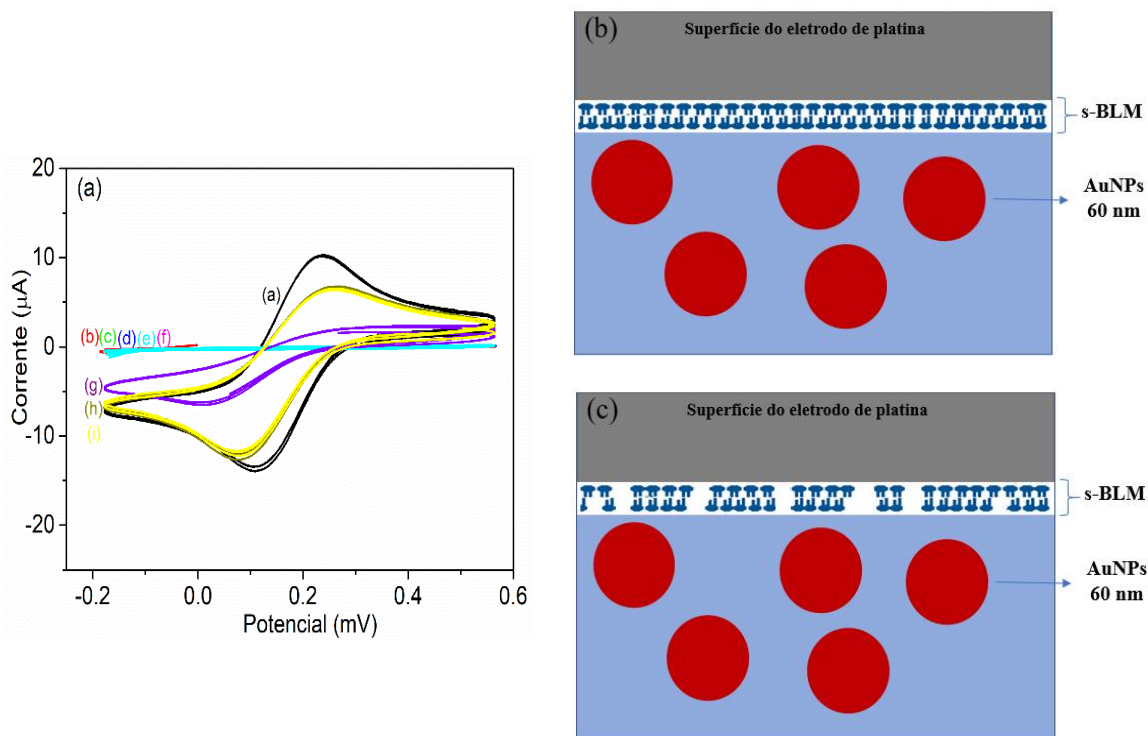 (a)
20
10
0
-10
-20
-0.2
0.0
0.2
0.4
0.6
Corrente (µA)
Potencial (mV)
(a)
(b)(c)(d)(e)(f)
(g)
(h)
(i)
(b)
Superfície do eletrodo de platina
s-BLM
AuNPs
60 nm
(c)
Superfície do eletrodo de platina
s-BLM
AuNPs
60 nm